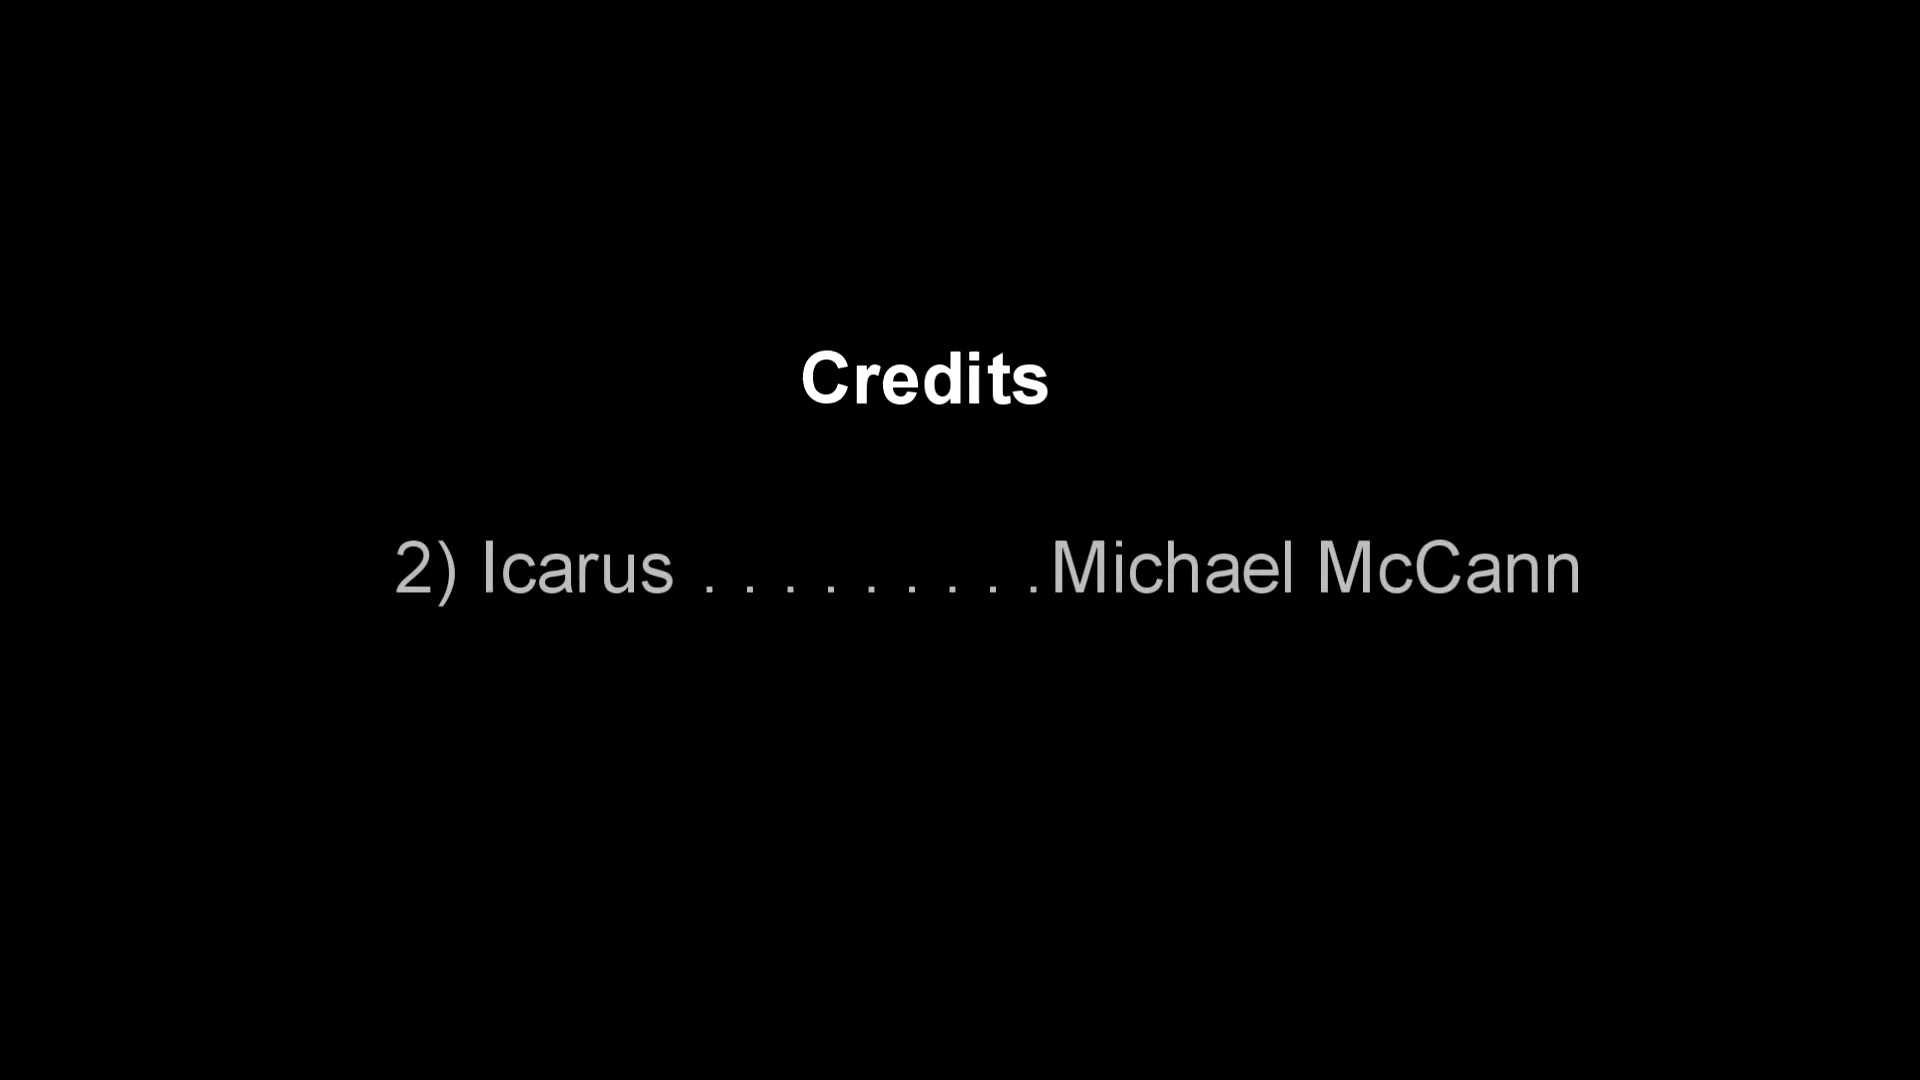 Credits
2) Icarus . . . . . . . . . Michael McCann